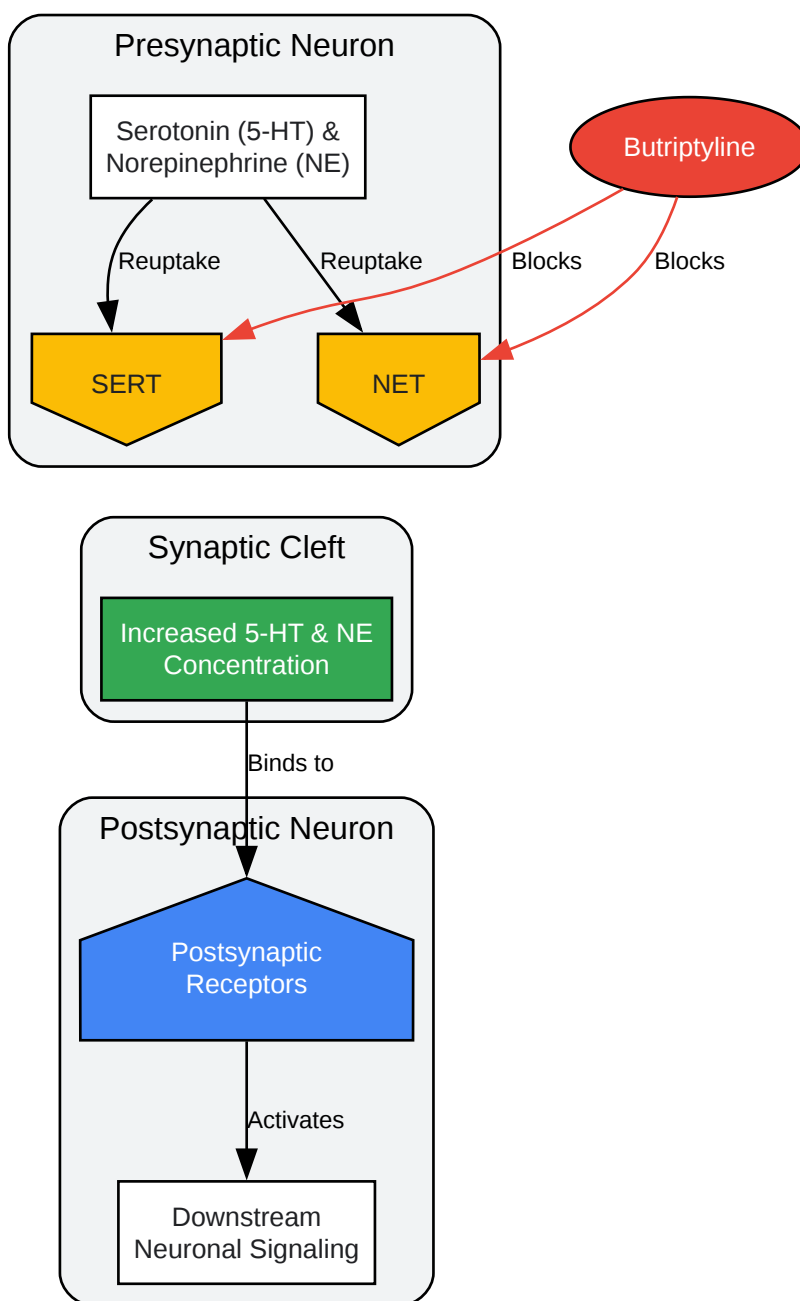 Presynaptic Neuron
Serotonin (5-HT) &
Norepinephrine (NE)
Butriptyline
Reuptake
Reuptake
Blocks
Blocks
SERT
NET
Synaptic Cleft
Increased 5-HT & NE
Concentration
Binds to
Postsynaptic Neuron
Postsynaptic
Receptors
Activates
Downstream
Neuronal Signaling